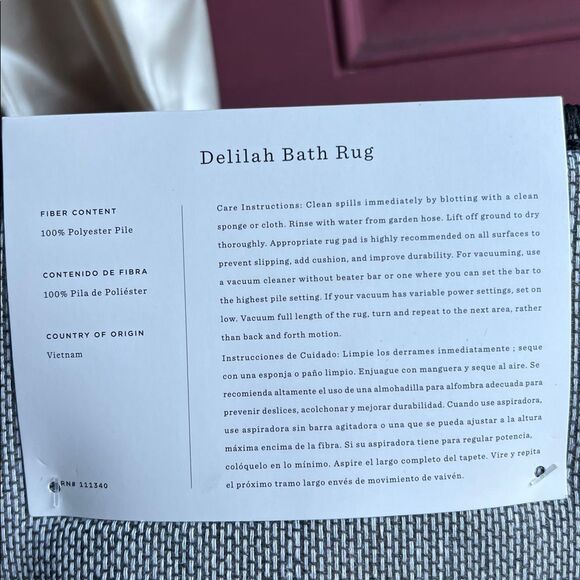 Delilah Bath Rug
FIBER CONTENT
100% Polyester Pile
CONTENIDO DE FIBRA
100% Pila de Poliéster
COUNTRY OF ORIGIN
Vietnam
RN# 111340
Care Instructions: Clean spills immediately by blotting with a clean
sponge or cloth. Rinse with water from garden hose. Lift off ground to dry
thoroughly. Appropriate rug pad is highly recommended on all surfaces to
prevent slipping, add cushion, and improve durability. For vacuuming, use
a vacuum cleaner without beater bar or one where you can set the bar to
the highest pile setting. If your vacuum has variable power settings, set on
low. Vacuum full length of the rug, turn and repeat to the next area, rather
than back and forth motion.
Instrucciones de Cuidado: Limpie los derrames inmediatamente ; seque
con una esponja o paño limpio. Enjuague con manguera y seque al aire. Se
recomienda altamente el uso de una almohadilla para alfombra adecuada para
prevenir deslices, acolchonar y mejorar durabilidad. Cuando use aspiradora,
use aspiradora sin barra agitadora o una que se pueda ajustar a la altura
máxima encima de la fibra. Si su aspiradora tiene para regular potencia,
colóquelo en lo mínimo. Aspire el largo completo del tapete. Vire y repita
el próximo tramo largo envés de movimiento de vaivén.